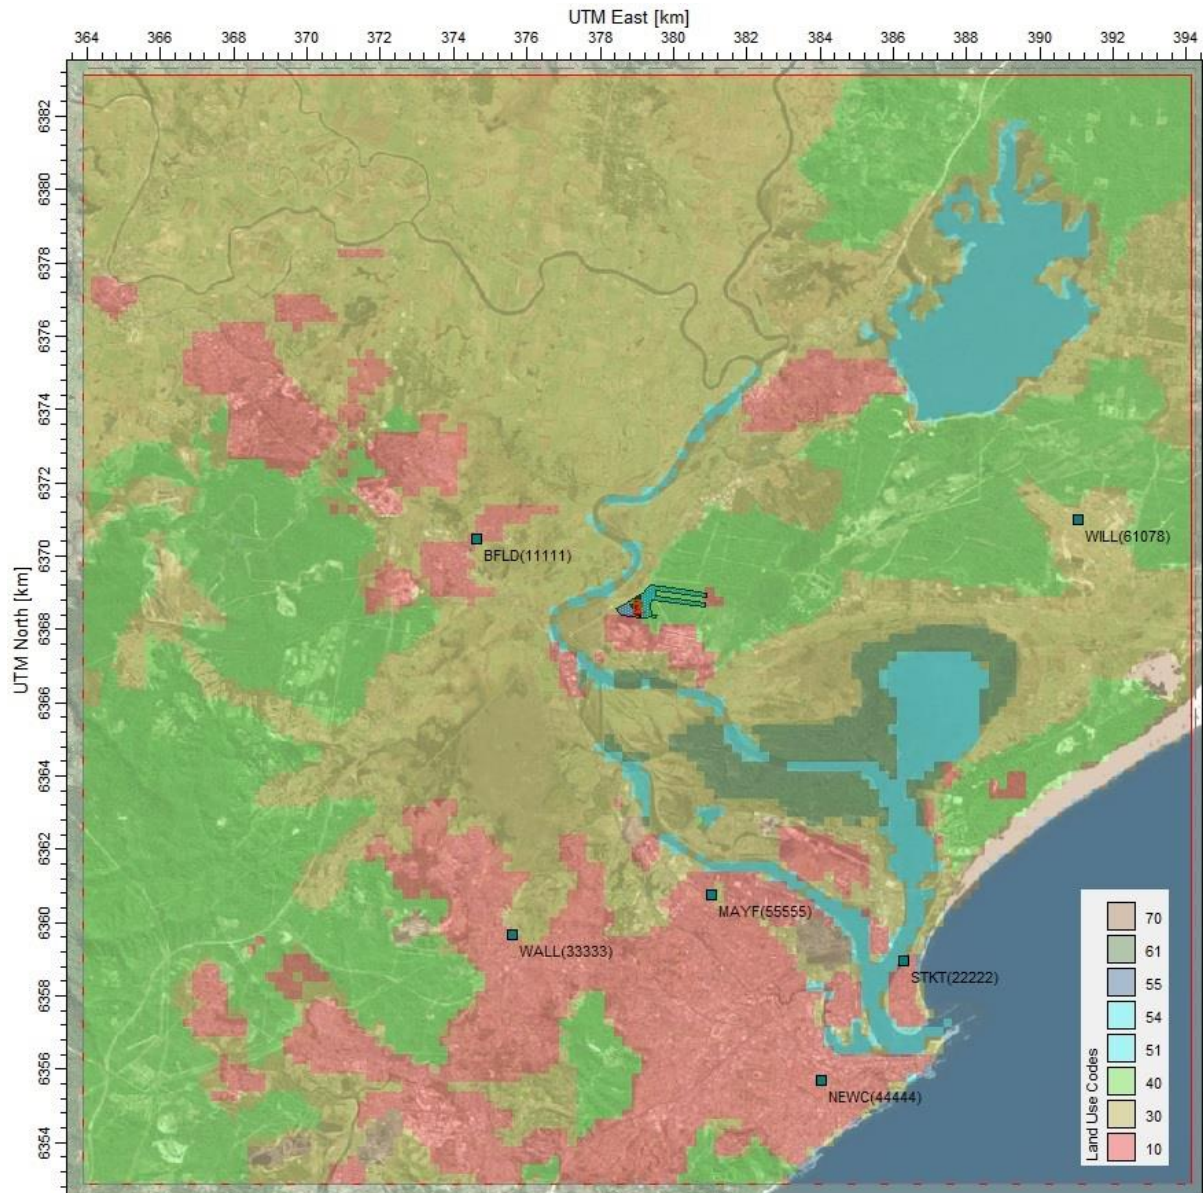 UTM East [km]
364 366 368 370 372 374 376 378 380 382 384 386 388 390 392 394
UTM North [km]
6382
6380
6378
6376
6374
6372
6370
6368
6366
6364
6362
6360
6358
6356
6354
WILL(61078)
BFLD(11111)
MAYF(55555)
WALL(33333)
STKT(22222)
NEWC(44444)
Land Use Codes
70
61
55
54
51
40
30
10